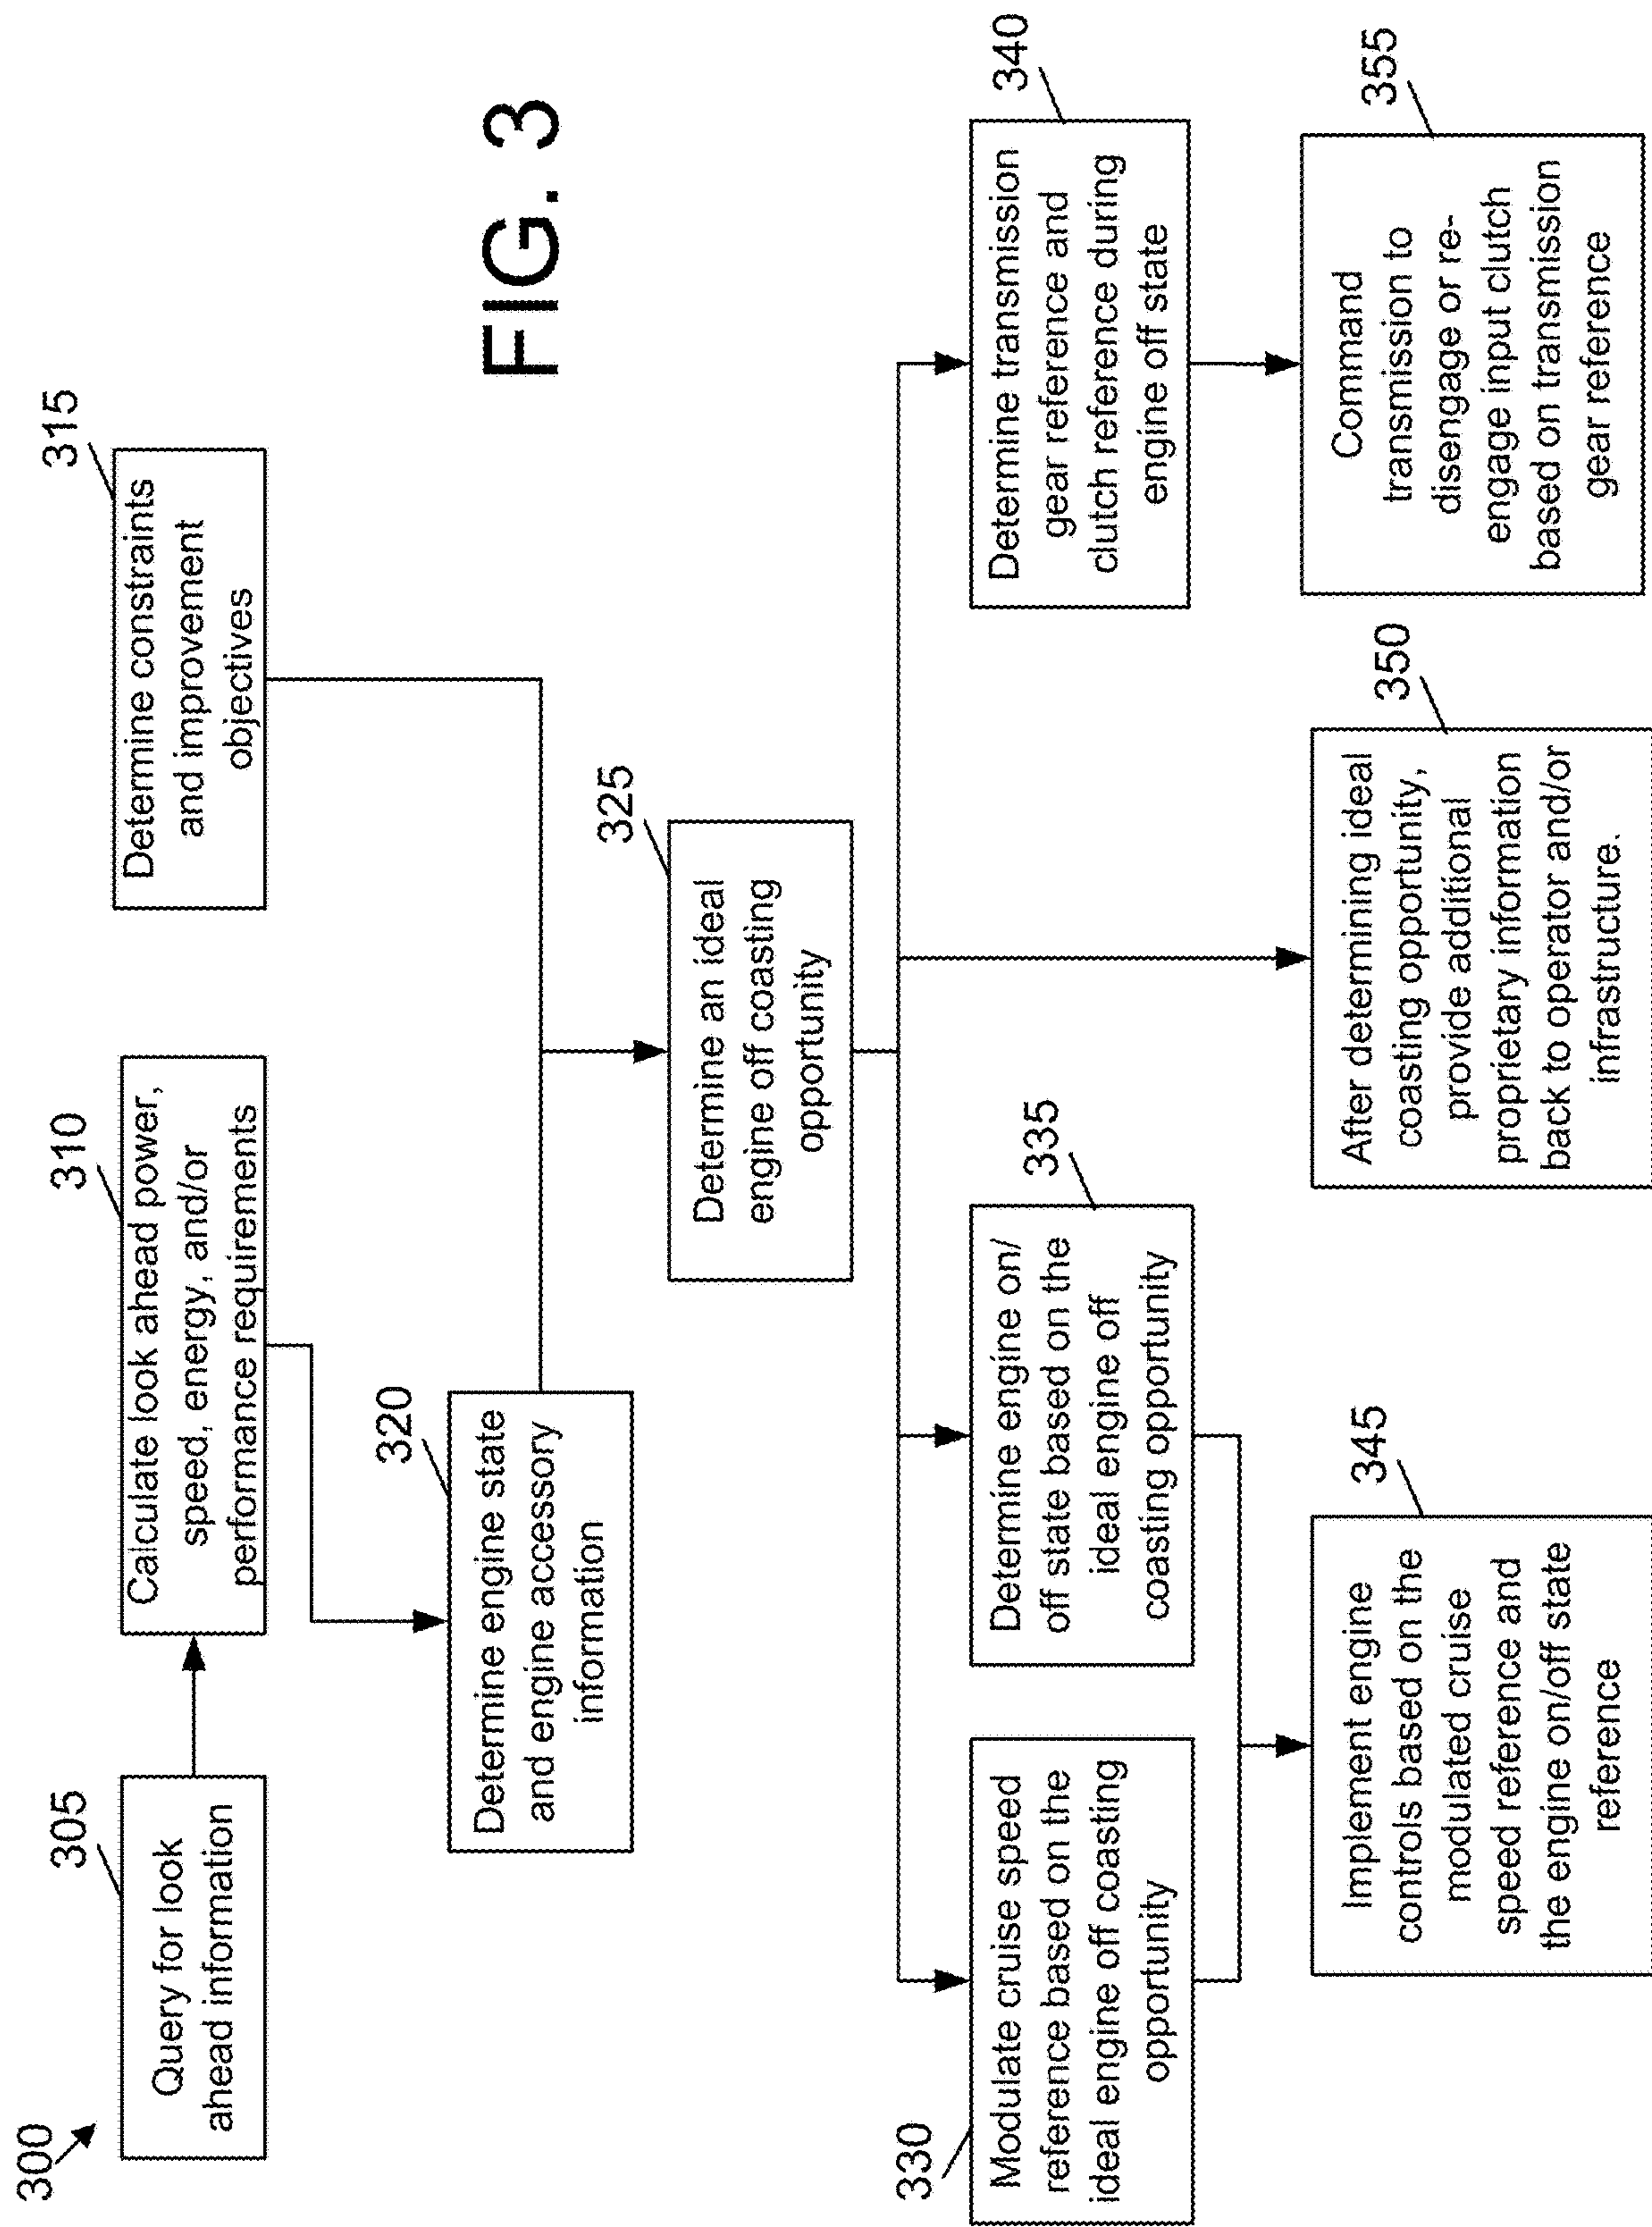 300
305
Query for look
ahead information
310
Calculate look ahead power,
speed, energy, and/or
performance requirements
315
Determine constraints
and improvement
objectives
320
Determine engine state
and engine accessory
information
FIG. 3
325
Determine an ideal
engine off coasting
opportunity
330
Modulate cruise speed
reference based on the
ideal engine off coasting
opportunity
335
Determine engine on/
off state based on the
ideal engine off
coasting opportunity
340
Determine transmission
gear reference and
clutch reference during
engine off state
345
Implement engine
controls based on the
modulated cruise
speed reference and
the engine on/off state
reference
350
After determining ideal
coasting opportunity,
provide additional
proprietary information
back to operator and/or
infrastructure.
355
Command
transmission to
disengage or re-
engage input clutch
based on transmission
gear reference